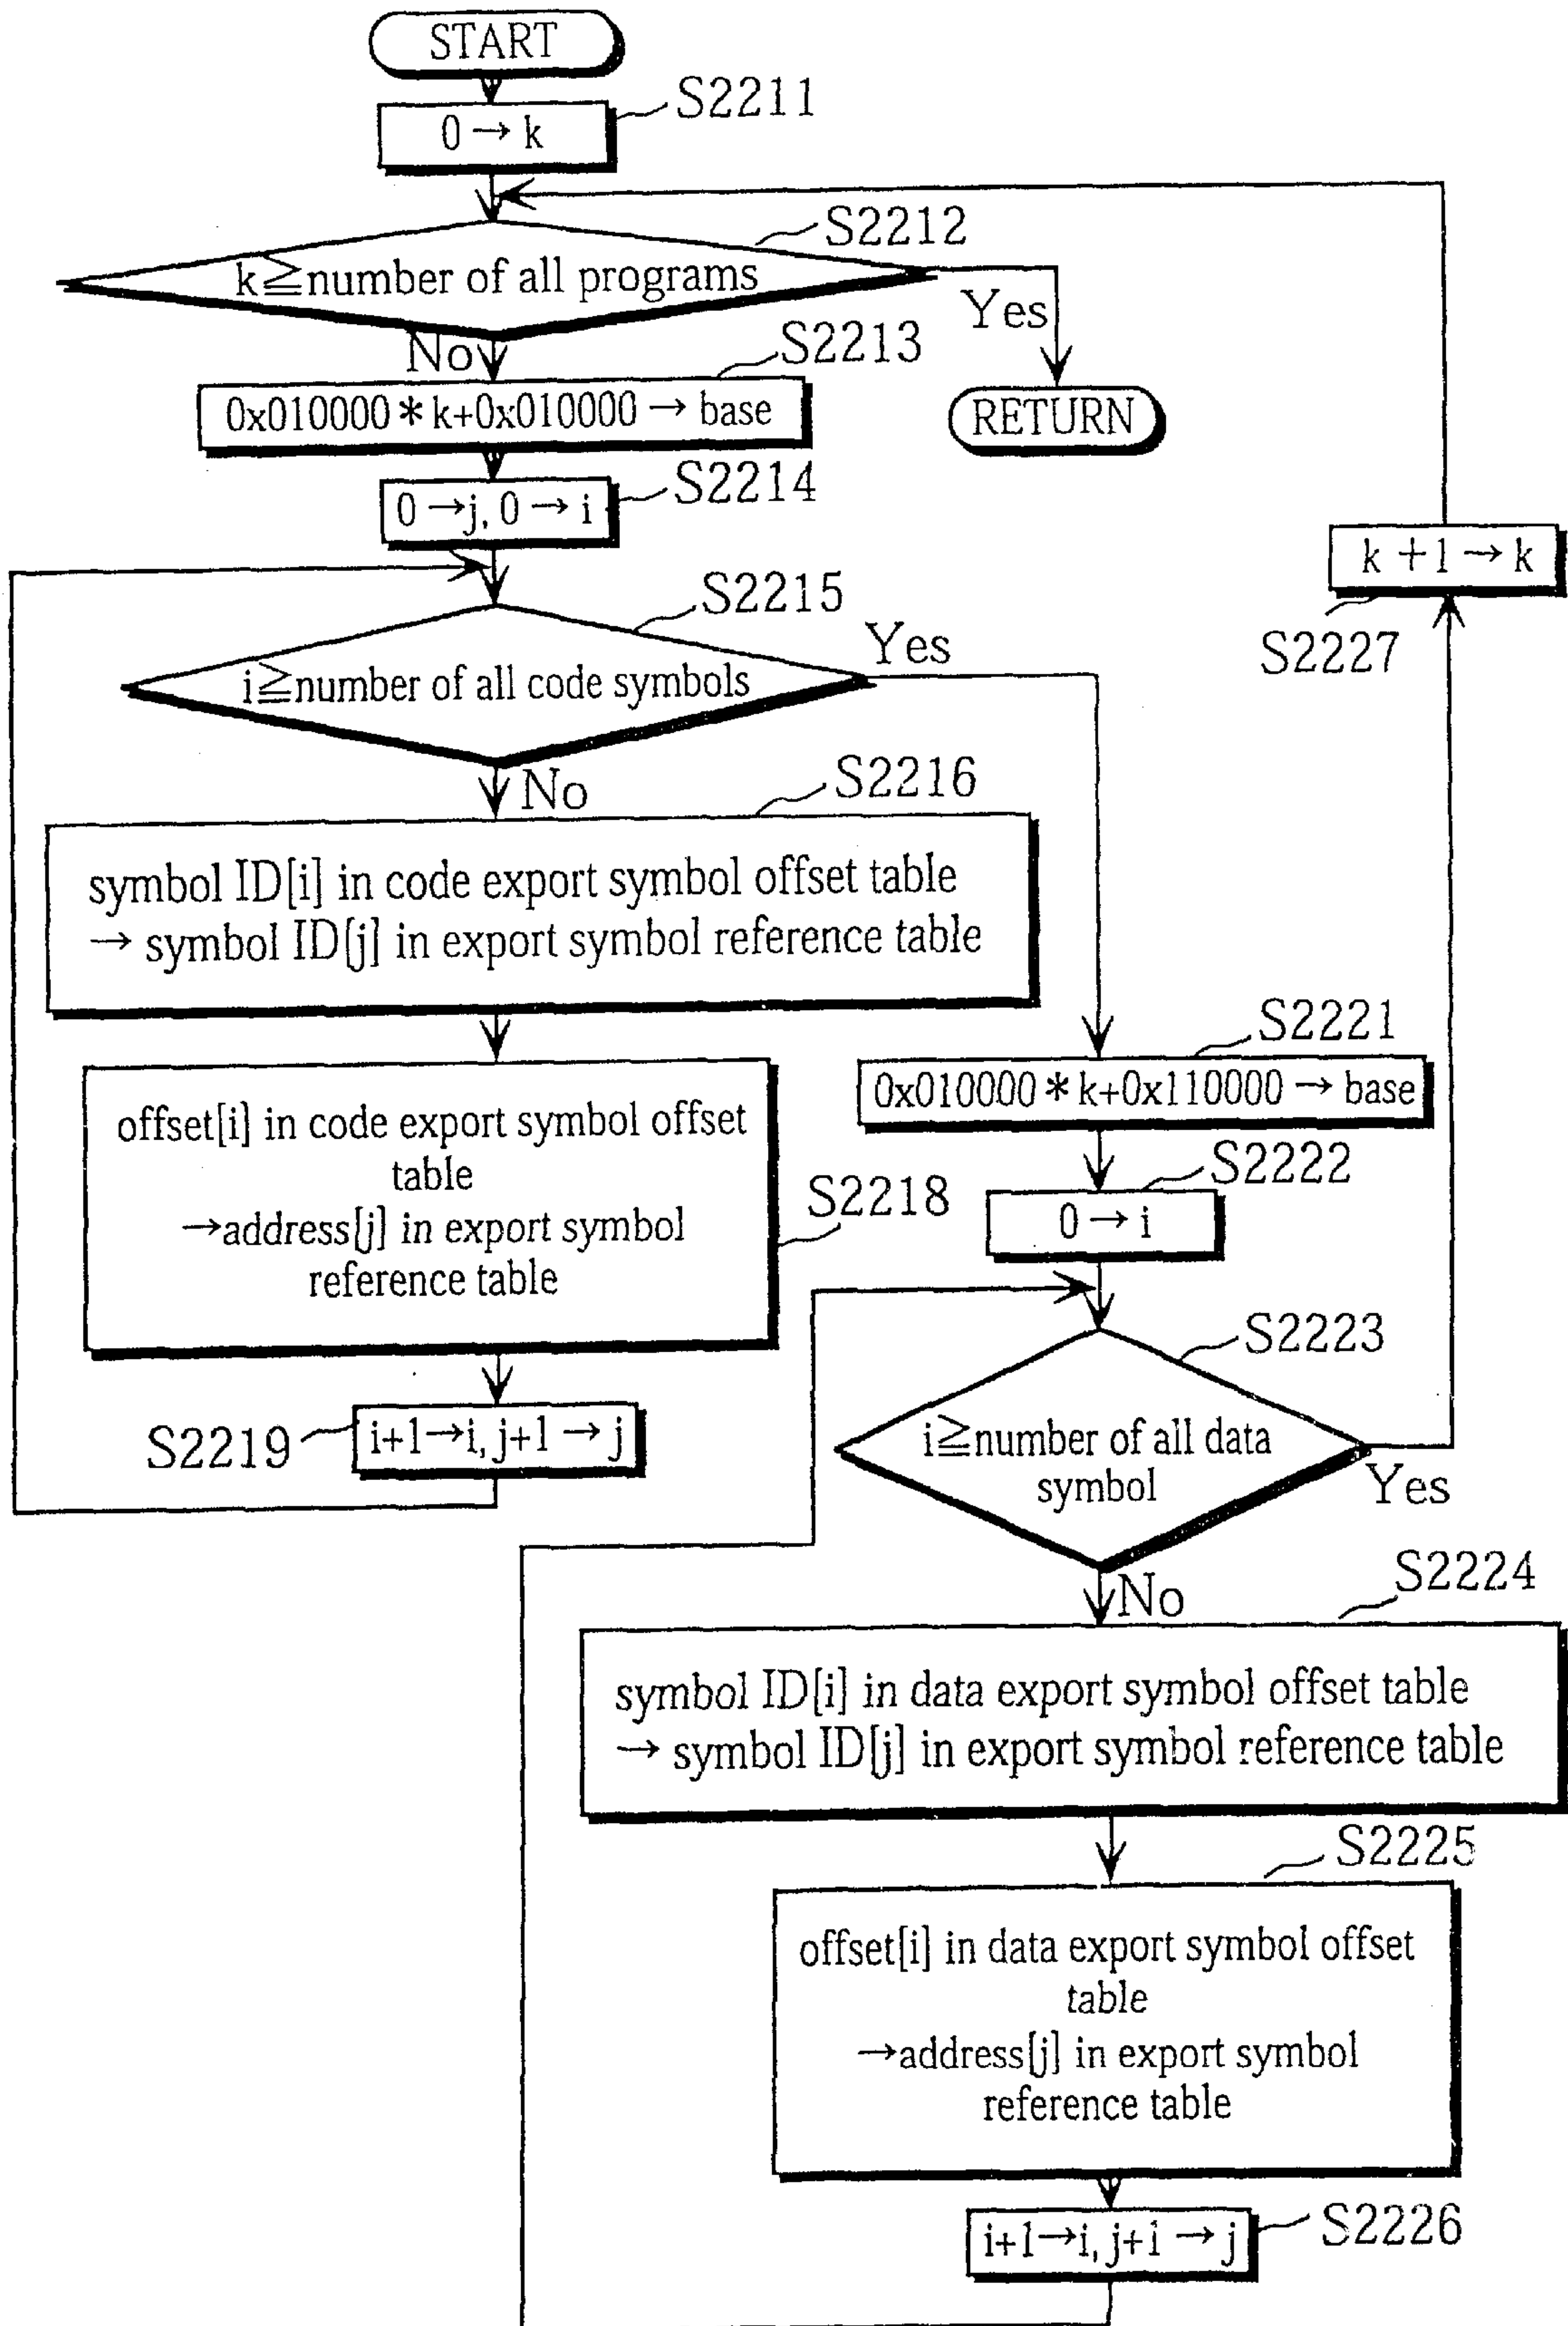 START
S2211
0 → k
S2212
k≧number of all programs
Yes
No
S2213
0x010000 * k+0x010000 → base
RETURN
S2214
0 → j, 0 → i
k + 1 → k
S2227
S2215
Yes
i≧number of all code symbols
No
S2216
symbol ID[i] in code export symbol offset table
→ symbol ID[j] in export symbol reference table
offset[i] in code export symbol offset
table
→address[j] in export symbol
reference table
S2218
S2219
i+1→i, j+1 → j
S2221
0x010000 * k+0x110000 → base
S2222
0 → i
S2223
i≧number of all data
symbol
Yes
No
S2224
symbol ID[i] in data export symbol offset table
→ symbol ID[j] in export symbol reference table
S2225
offset[i] in data export symbol offset
table
→address[j] in export symbol
reference table
S2226
i+1→i, j+1 → j